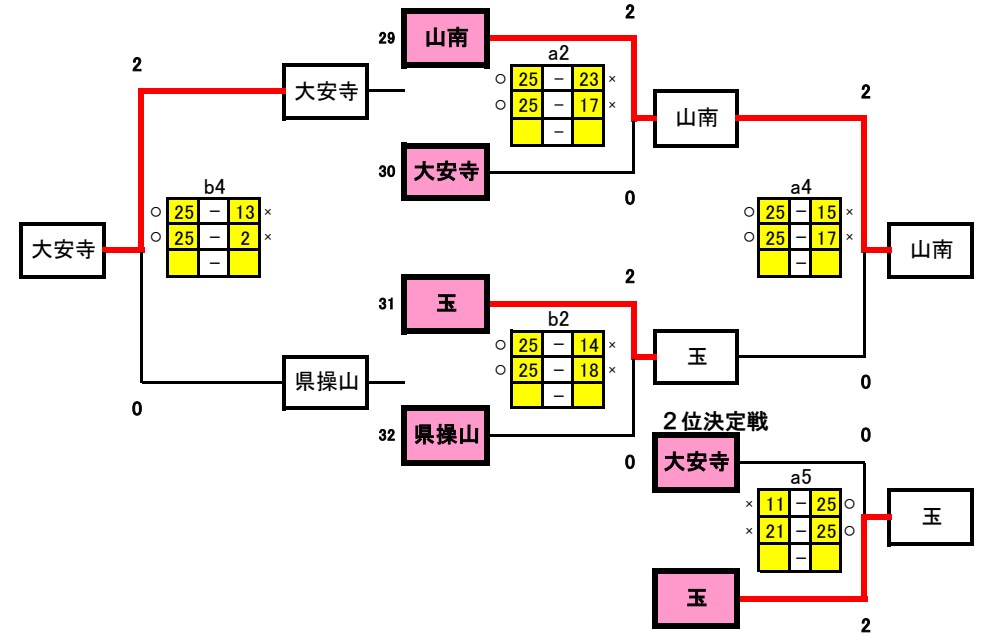 2
29 山南
a2
2
大安寺
○ 25 － 23 ×
○ 25 － 17 ×
－
山南
2
30 大安寺
0
b4
○ 25 － 13 ×
○ 25 － 2 ×
－
a4
○ 25 － 15 ×
○ 25 － 17 ×
－
大安寺
山南
2
31 玉
b2
○ 25 － 14 ×
○ 25 － 18 ×
－
玉
県操山
0
0
32 県操山
0
２位決定戦
0
大安寺
a5
× 11 － 25 ○
× 21 － 25 ○
－
玉
玉
2